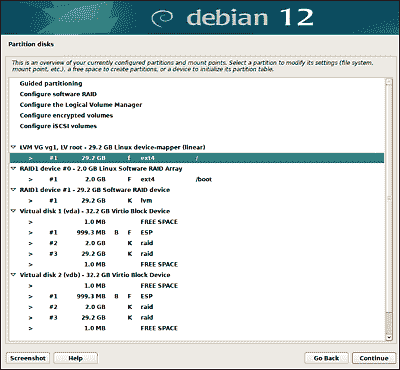 debian 12
Partition disks
This is an overview of your currently configured partitions and mount points. Select a partition to modify its settings (file system,
mount point, etc.), a free space to create partitions, or a device to initialize its partition table.
Guided partitioning
Configure software RAID
Configure the Logical Volume Manager
Configure encrypted volumes
Configure iSCSI volumes
LVM VG vg1, LV root - 29.2 GB Linux device-mapper (linear)
> #1 29.2 GB f ext4 /
RAID1 device #0 - 2.0 GB Linux Software RAID Array
> #1 2.0 GB F ext4 /boot
RAID1 device #1 - 29.2 GB Software RAID device
> #1 29.2 GB K lvm
Virtual disk 1 (vda) - 32.2 GB Virtio Block Device
> 1.0 MB FREE SPACE
> #1 999.3 MB B F ESP
> #2 2.0 GB K raid
> #3 29.2 GB K raid
> 1.0 MB FREE SPACE
Virtual disk 2 (vdb) - 32.2 GB Virtio Block Device
> 1.0 MB FREE SPACE
> #1 999.3 MB B F ESP
> #2 2.0 GB K raid
> #3 29.2 GB K raid
> 1.0 MB FREE SPACE
Screenshot Help Go Back Continue